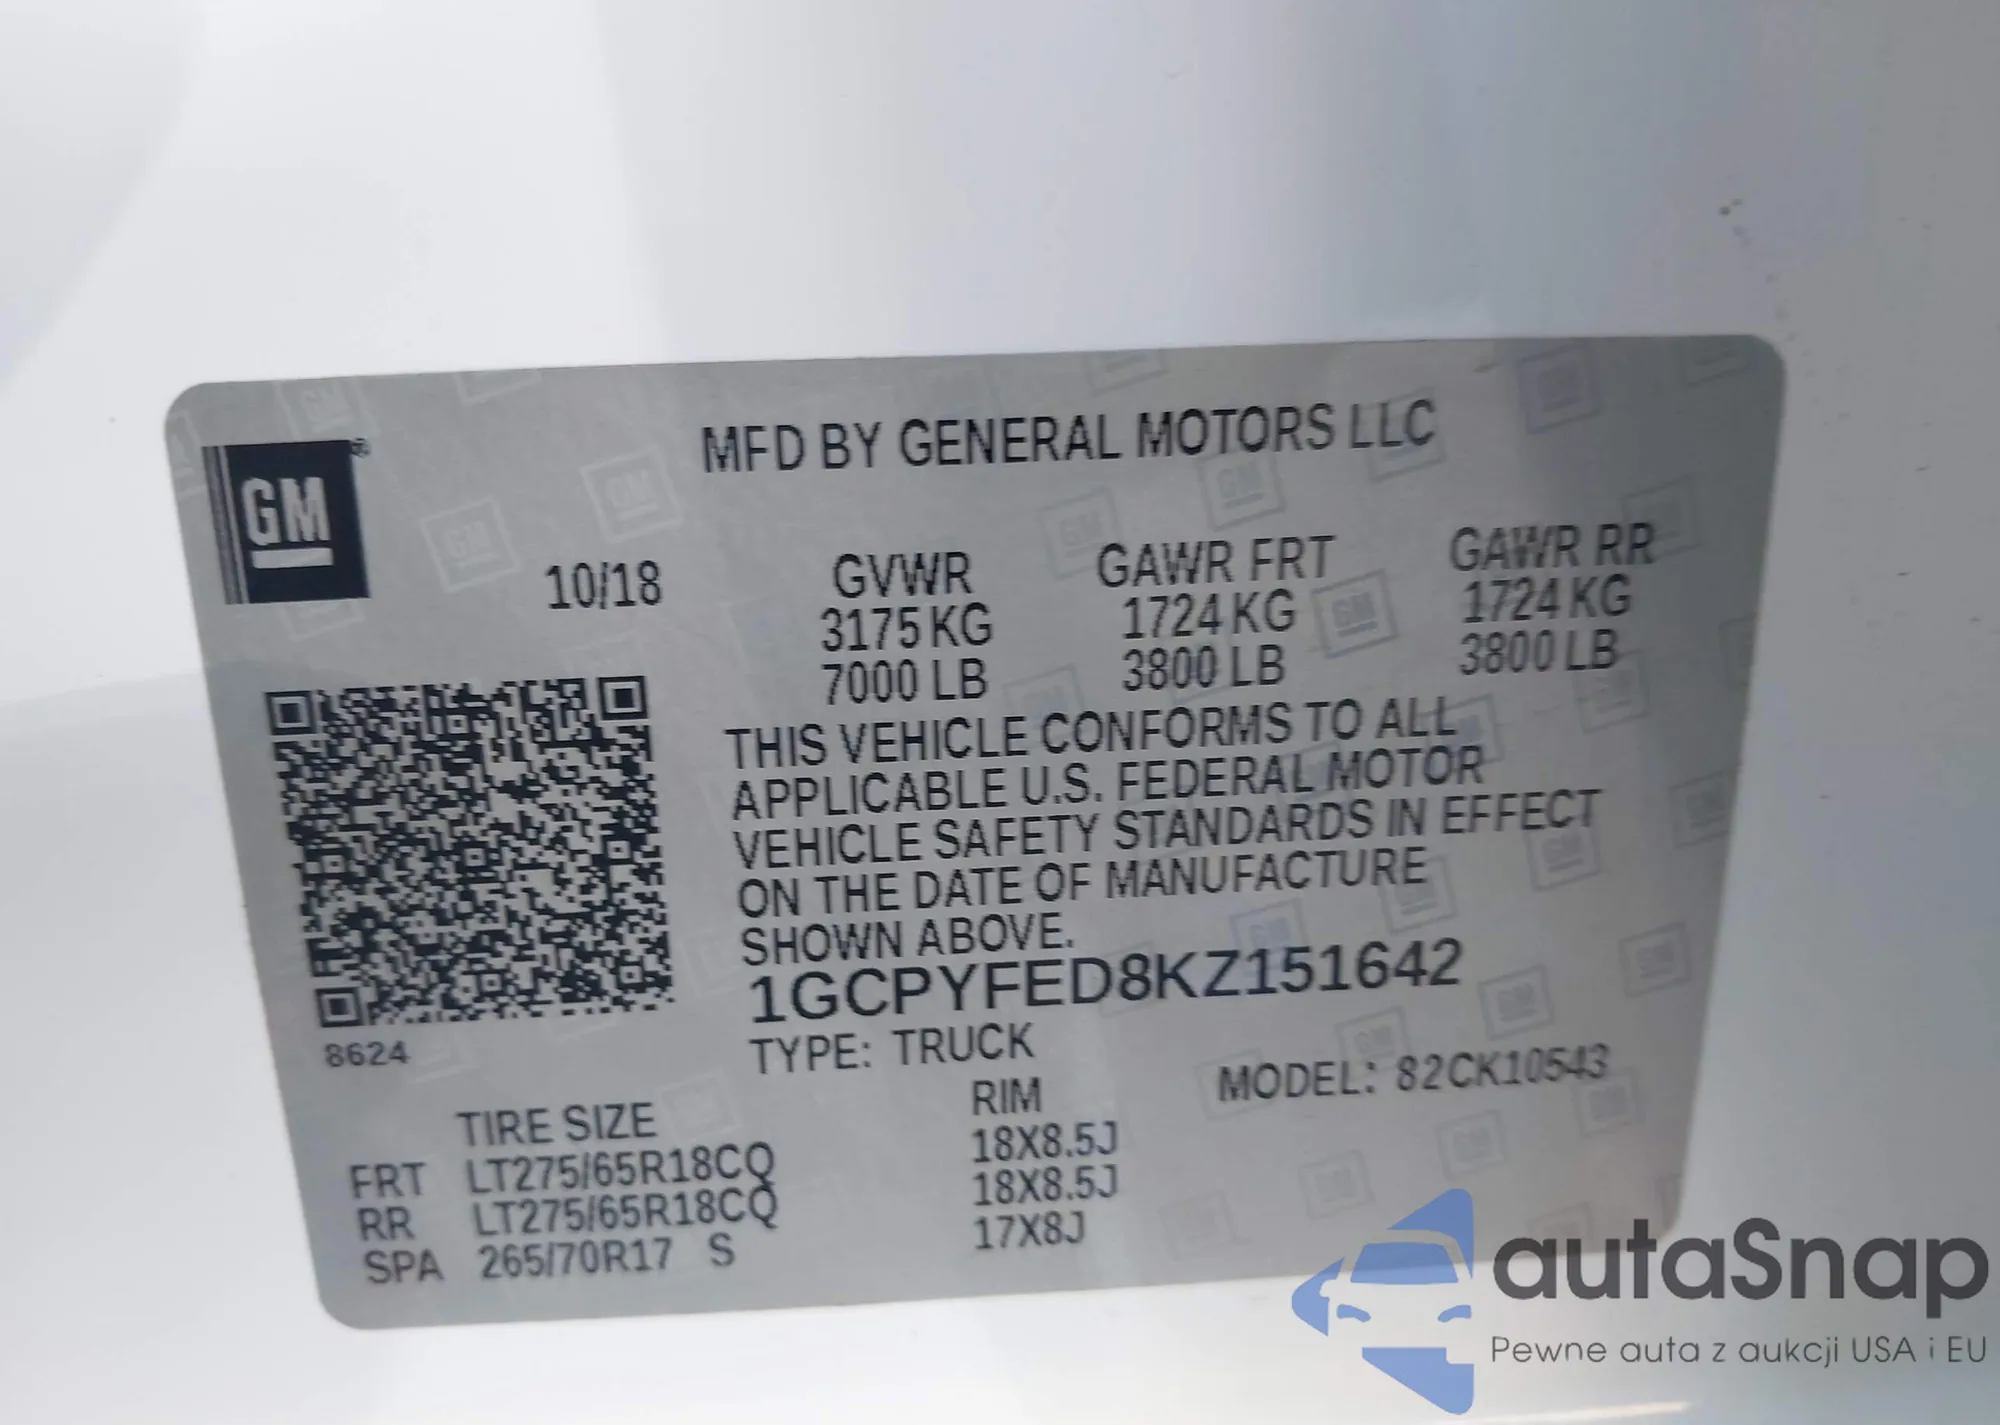 MFD BY GENERAL MOTORS LLC
GM
10/18
GVWR GAWR FRT GAWR RR
3175 KG 1724 KG 1724 KG
7000 LB 3800 LB 3800 LB
THIS VEHICLE CONFORMS TO ALL
APPLICABLE U.S. FEDERAL MOTOR
VEHICLE SAFETY STANDARDS IN EFFECT
ON THE DATE OF MANUFACTURE
SHOWN ABOVE.
1GCPYFED8KZ151642
8624
TYPE: TRUCK
MODEL: 82CK10543
TIRE SIZE RIM
FRT LT275/65R18CQ 18X8.5J
RR LT275/65R18CQ 18X8.5J
SPA 265/70R17 S 17X8J
autaSnap
Pewne auta z aukcji USA i EU